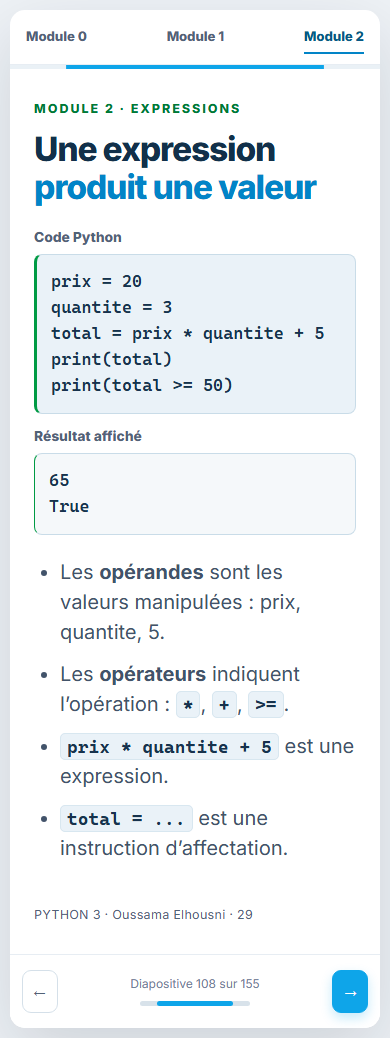 Module 0 Module 1 Module 2
MODULE 2 · EXPRESSIONS
Une expression
produit une valeur
Code Python
prix = 20
quantite = 3
total = prix * quantite + 5
print(total)
print(total >= 50)
Résultat affiché
65
True
• Les opérandes sont les
valeurs manipulées : prix,
quantite, 5.
• Les opérateurs indiquent
l’opération : *, +, >=.
• prix * quantite + 5 est une
expression.
• total = ... est une
instruction d’affectation.
PYTHON 3 · Oussama Elhousni · 29
← Diapositive 108 sur 155 →